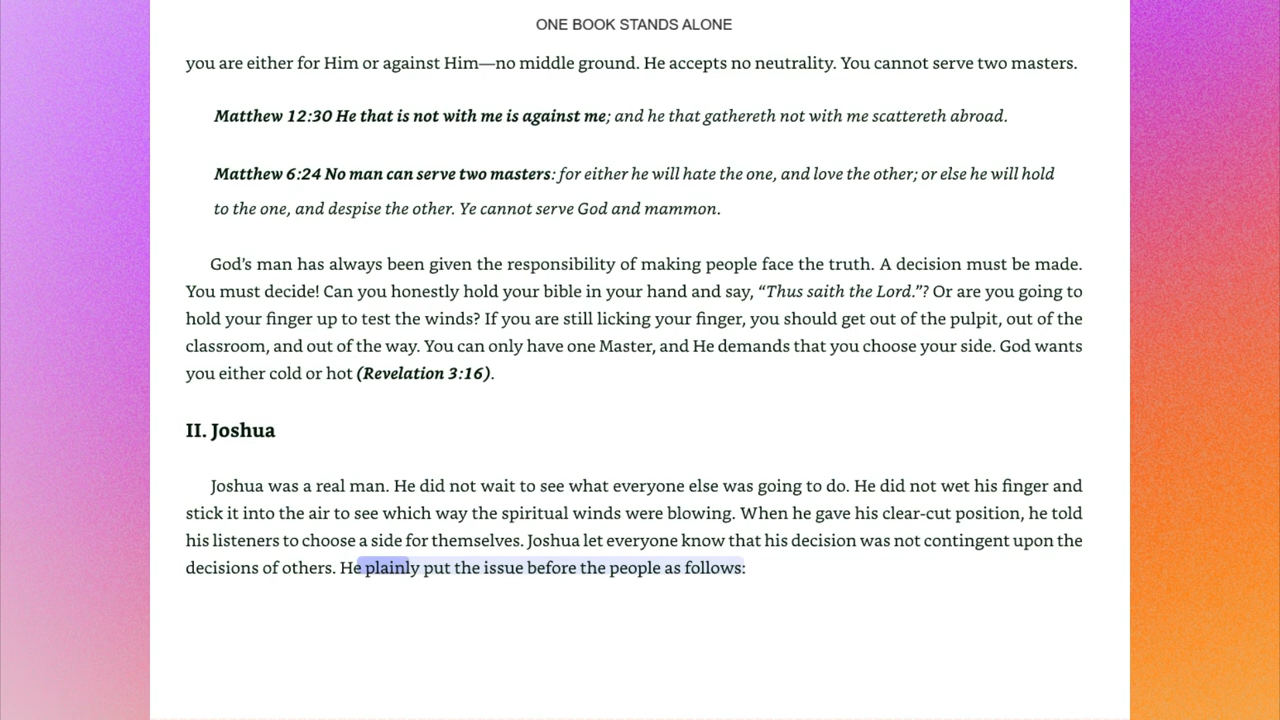 ONE BOOK STANDS ALONE
you are either for Him or against Him—no middle ground. He accepts no neutrality. You cannot serve two masters.
Matthew 12:30 He that is not with me is against me; and he that gathereth not with me scattereth abroad.
Matthew 6:24 No man can serve two masters: for either he will hate the one, and love the other; or else he will hold
to the one, and despise the other. Ye cannot serve God and mammon.
God's man has always been given the responsibility of making people face the truth. A decision must be made.
You must decide! Can you honestly hold your bible in your hand and say, “Thus saith the Lord.”? Or are you going to
hold your finger up to test the winds? If you are still licking your finger, you should get out of the pulpit, out of the
classroom, and out of the way. You can only have one Master, and He demands that you choose your side. God wants
you either cold or hot (Revelation 3:16).
II. Joshua
Joshua was a real man. He did not wait to see what everyone else was going to do. He did not wet his finger and
stick it into the air to see which way the spiritual winds were blowing. When he gave his clear-cut position, he told
his listeners to choose a side for themselves. Joshua let everyone know that his decision was not contingent upon the
decisions of others. He plainly put the issue before the people as follows: